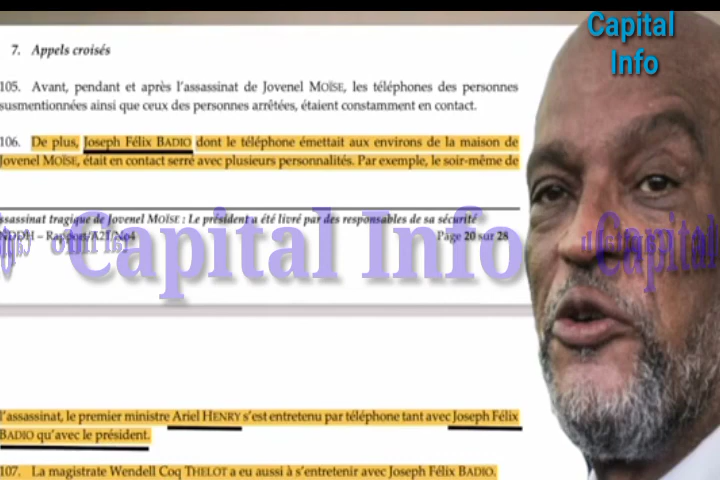 Capital
Info
7. Appels croisés
105. Avant, pendant et après l'assassinat de Jovenel MOÏSE, les téléphones des personnes
susmentionnées ainsi que ceux des personnes arrêtées, étaient constamment en contact.
106. De plus, Joseph Félix BADIO dont le téléphone émettait aux environs de la maison de
Jovenel MOÏSE, était en contact serré avec plusieurs personnalités. Par exemple, le soir-même de
ssassinat tragique de Jovenel MOÏSE : Le président a été livré par des responsables de sa sécurité
Page 20 sur 28
Capital Info
Capital
l'assassinat, le premier ministre Ariel HENRY s'est entretenu par téléphone tant avec Joseph Félix
BADIO qu'avec le président.
107. La magistrate Wendell Coq THELOT a eu aussi à s'entretenir avec Joseph Félix BADIO.